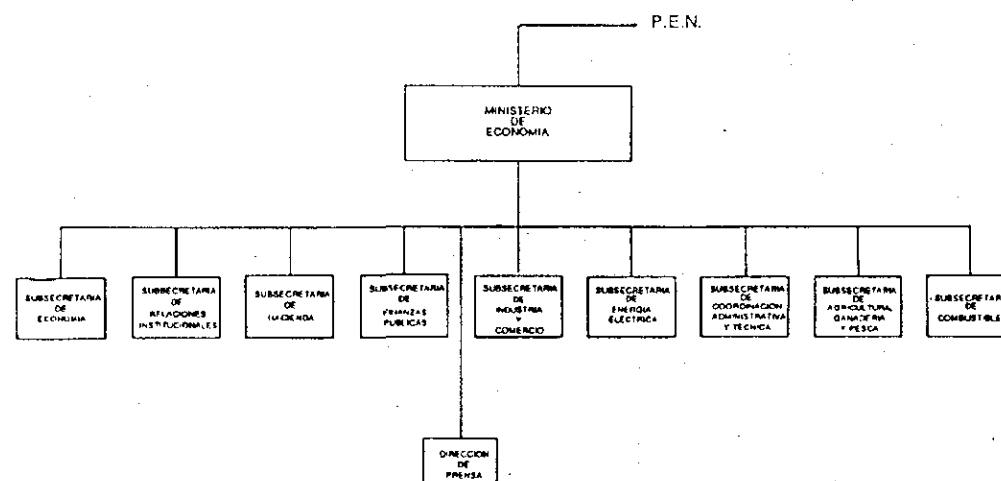 P.E.N.
MINISTERIO
DE
ECONOMIA
SUBSECRETARIA
DE
ECONOMIA
SUBSECRETARIA
DE
RELACIONES
INSTITUCIONALES
SUBSECRETARIA
DE
HACIENDA
SUBSECRETARIA
DE
FINANZAS
PUBLICAS
SUBSECRETARIA
DE
INDUSTRIA
Y
COMERCIO
SUBSECRETARIA
DE
ENERGIA
ELECTRICA
SUBSECRETARIA
DE
COORDINACION
ADMINISTRATIVA
Y TECNICA
SUBSECRETARIA
DE
AGRICULTURA,
GANADERIA
Y PESCA
SUBSECRETAR
DE
COMBUSTIBLE
DIRECCION
DE
PRENSA